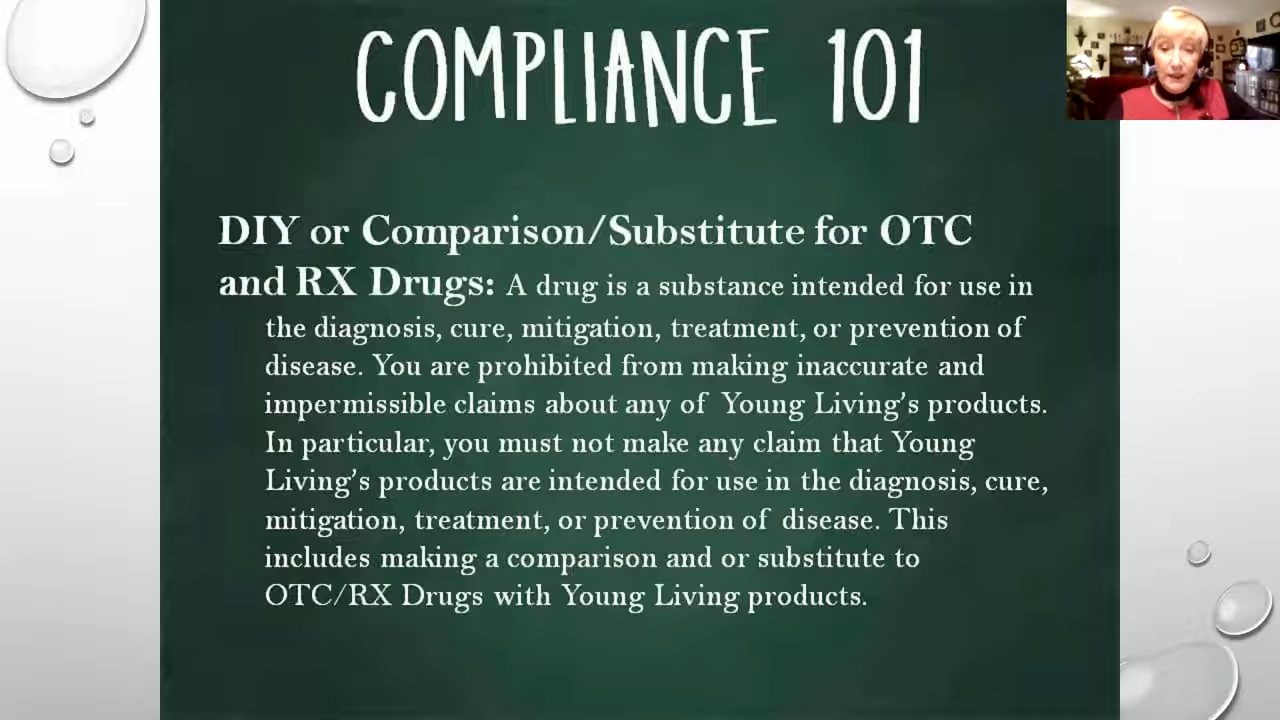 COMPLIANCE 101
DIY or Comparison/Substitute for OTC
and RX Drugs: A drug is a substance intended for use in
the diagnosis, cure, mitigation, treatment, or prevention of
disease. You are prohibited from making inaccurate and
impermissible claims about any of Young Living's products.
In particular, you must not make any claim that Young
Living's products are intended for use in the diagnosis, cure,
mitigation, treatment, or prevention of disease. This
includes making a comparison and or substitute to
OTC/RX Drugs with Young Living products.